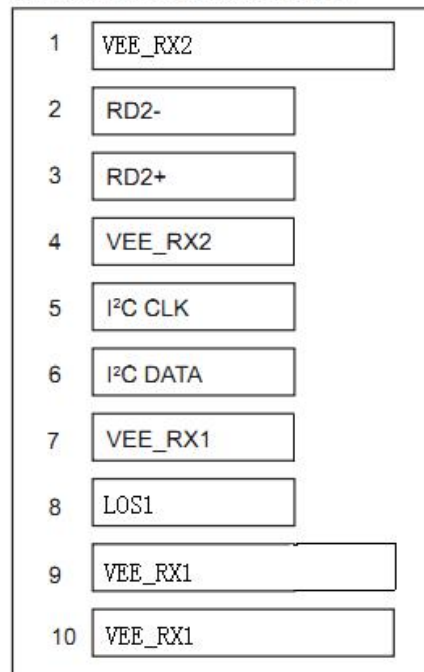 1 VEE_RX2
2 RD2-
3 RD2+
4 VEE_RX2
5 I²C CLK
6 I²C DATA
7 VEE_RX1
8 LOS1
9 VEE_RX1
10 VEE_RX1